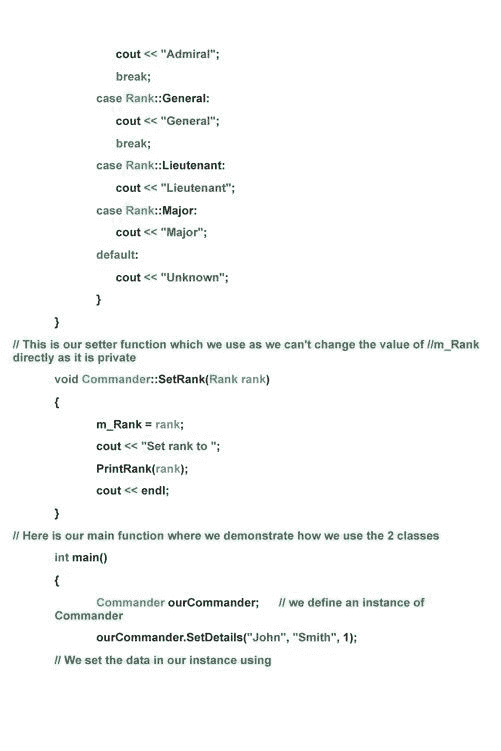 cout << "Admiral";
break;
case Rank::General:
cout << "General";
break;
case Rank::Lieutenant:
cout << "Lieutenant";
case Rank::Major:
cout << "Major";
default:
cout << "Unknown";
}
}
// This is our setter function which we use as we can't change the value of //m_Rank
directly as it is private
void Commander::SetRank(Rank rank)
{
m_Rank = rank;
cout << "Set rank to ";
PrintRank(rank);
cout << endl;
}
// Here is our main function where we demonstrate how we use the 2 classes
int main()
{
Commander ourCommander; // we define an instance of
Commander
ourCommander.SetDetails("John", "Smith", 1);
// We set the data in our instance using